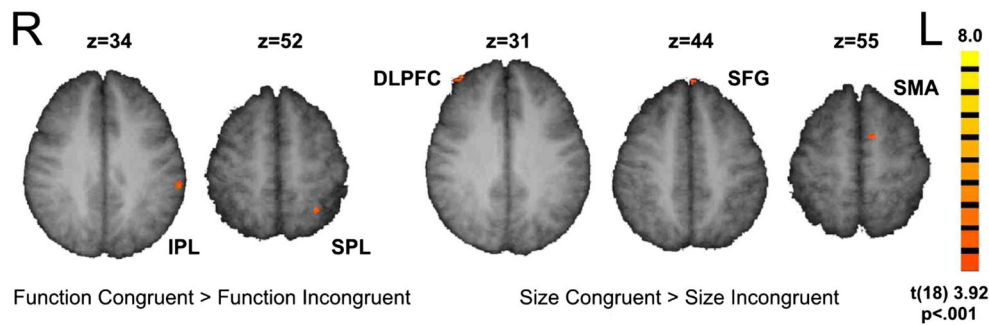 R
z=34
z=52
z=31
z=44
z=55
L
8.0
DLPFC
SFG
SMA
IPL
SPL
Function Congruent > Function Incongruent
Size Congruent > Size Incongruent
t(18) 3.92
p<.001